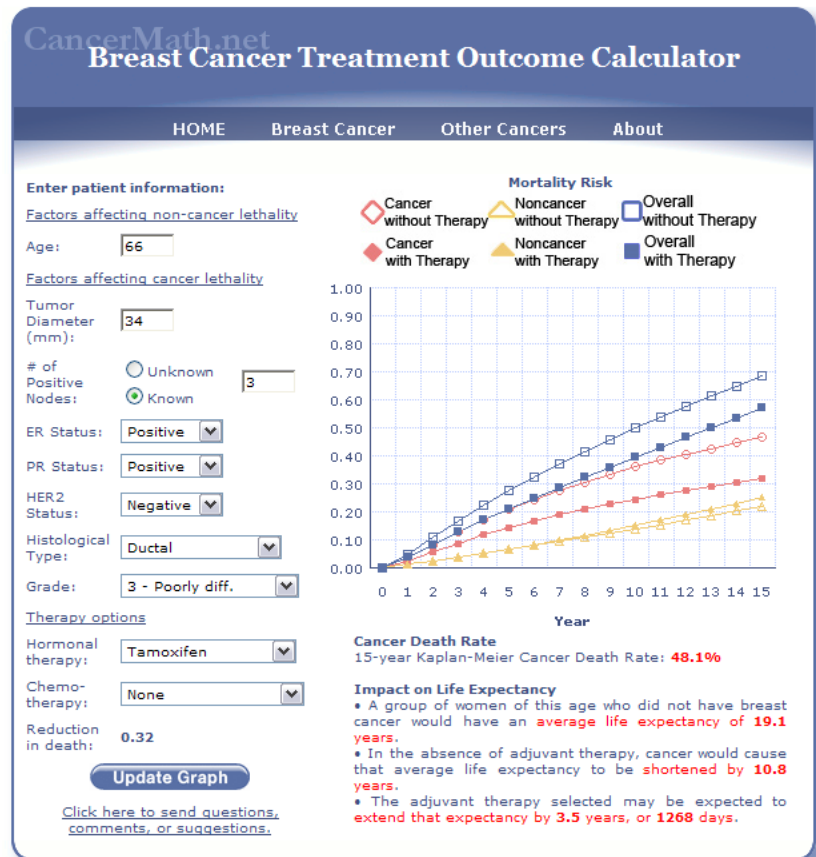 CancerMath.net
Breast Cancer Treatment Outcome Calculator
HOME Breast Cancer Other Cancers About
Enter patient information:
Factors affecting non-cancer lethality
Age: 66
Factors affecting cancer lethality
Tumor
Diameter
(mm): 34
# of
Positive
Nodes:
Unknown
Known
3
ER Status: Positive
PR Status: Positive
HER2
Status: Negative
Histological
Type: Ductal
Grade: 3 - Poorly diff.
Therapy options
Hormonal
therapy: Tamoxifen
Chemo-
therapy: None
Reduction
in death: 0.32
Update Graph
Click here to send questions,
comments, or suggestions.
Mortality Risk
Cancer
without Therapy
Noncancer
without Therapy
Overall
without Therapy
Cancer
with Therapy
Noncancer
with Therapy
Overall
with Therapy
1.00
0.90
0.80
0.70
0.60
0.50
0.40
0.30
0.20
0.10
0.00
0 1 2 3 4 5 6 7 8 9 10 11 12 13 14 15
Year
Cancer Death Rate
15-year Kaplan-Meier Cancer Death Rate: 48.1%
Impact on Life Expectancy
• A group of women of this age who did not have breast
cancer would have an average life expectancy of 19.1
years.
• In the absence of adjuvant therapy, cancer would cause
that average life expectancy to be shortened by 10.8
years.
• The adjuvant therapy selected may be expected to
extend that expectancy by 3.5 years, or 1268 days.